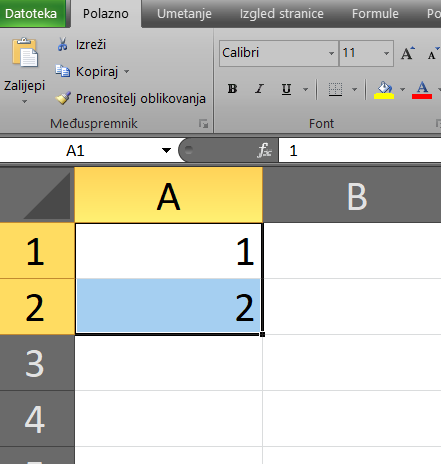 Datoteka Polazno Umetanje Izgled stranice Formule Po
Zalijepi
Izreži
Kopiraj
Prenositelj oblikovanja
Međuspremnik
Calibri 11 A A
B I U A
Font
A1 fx 1
A B
1 1
2 2
3
4